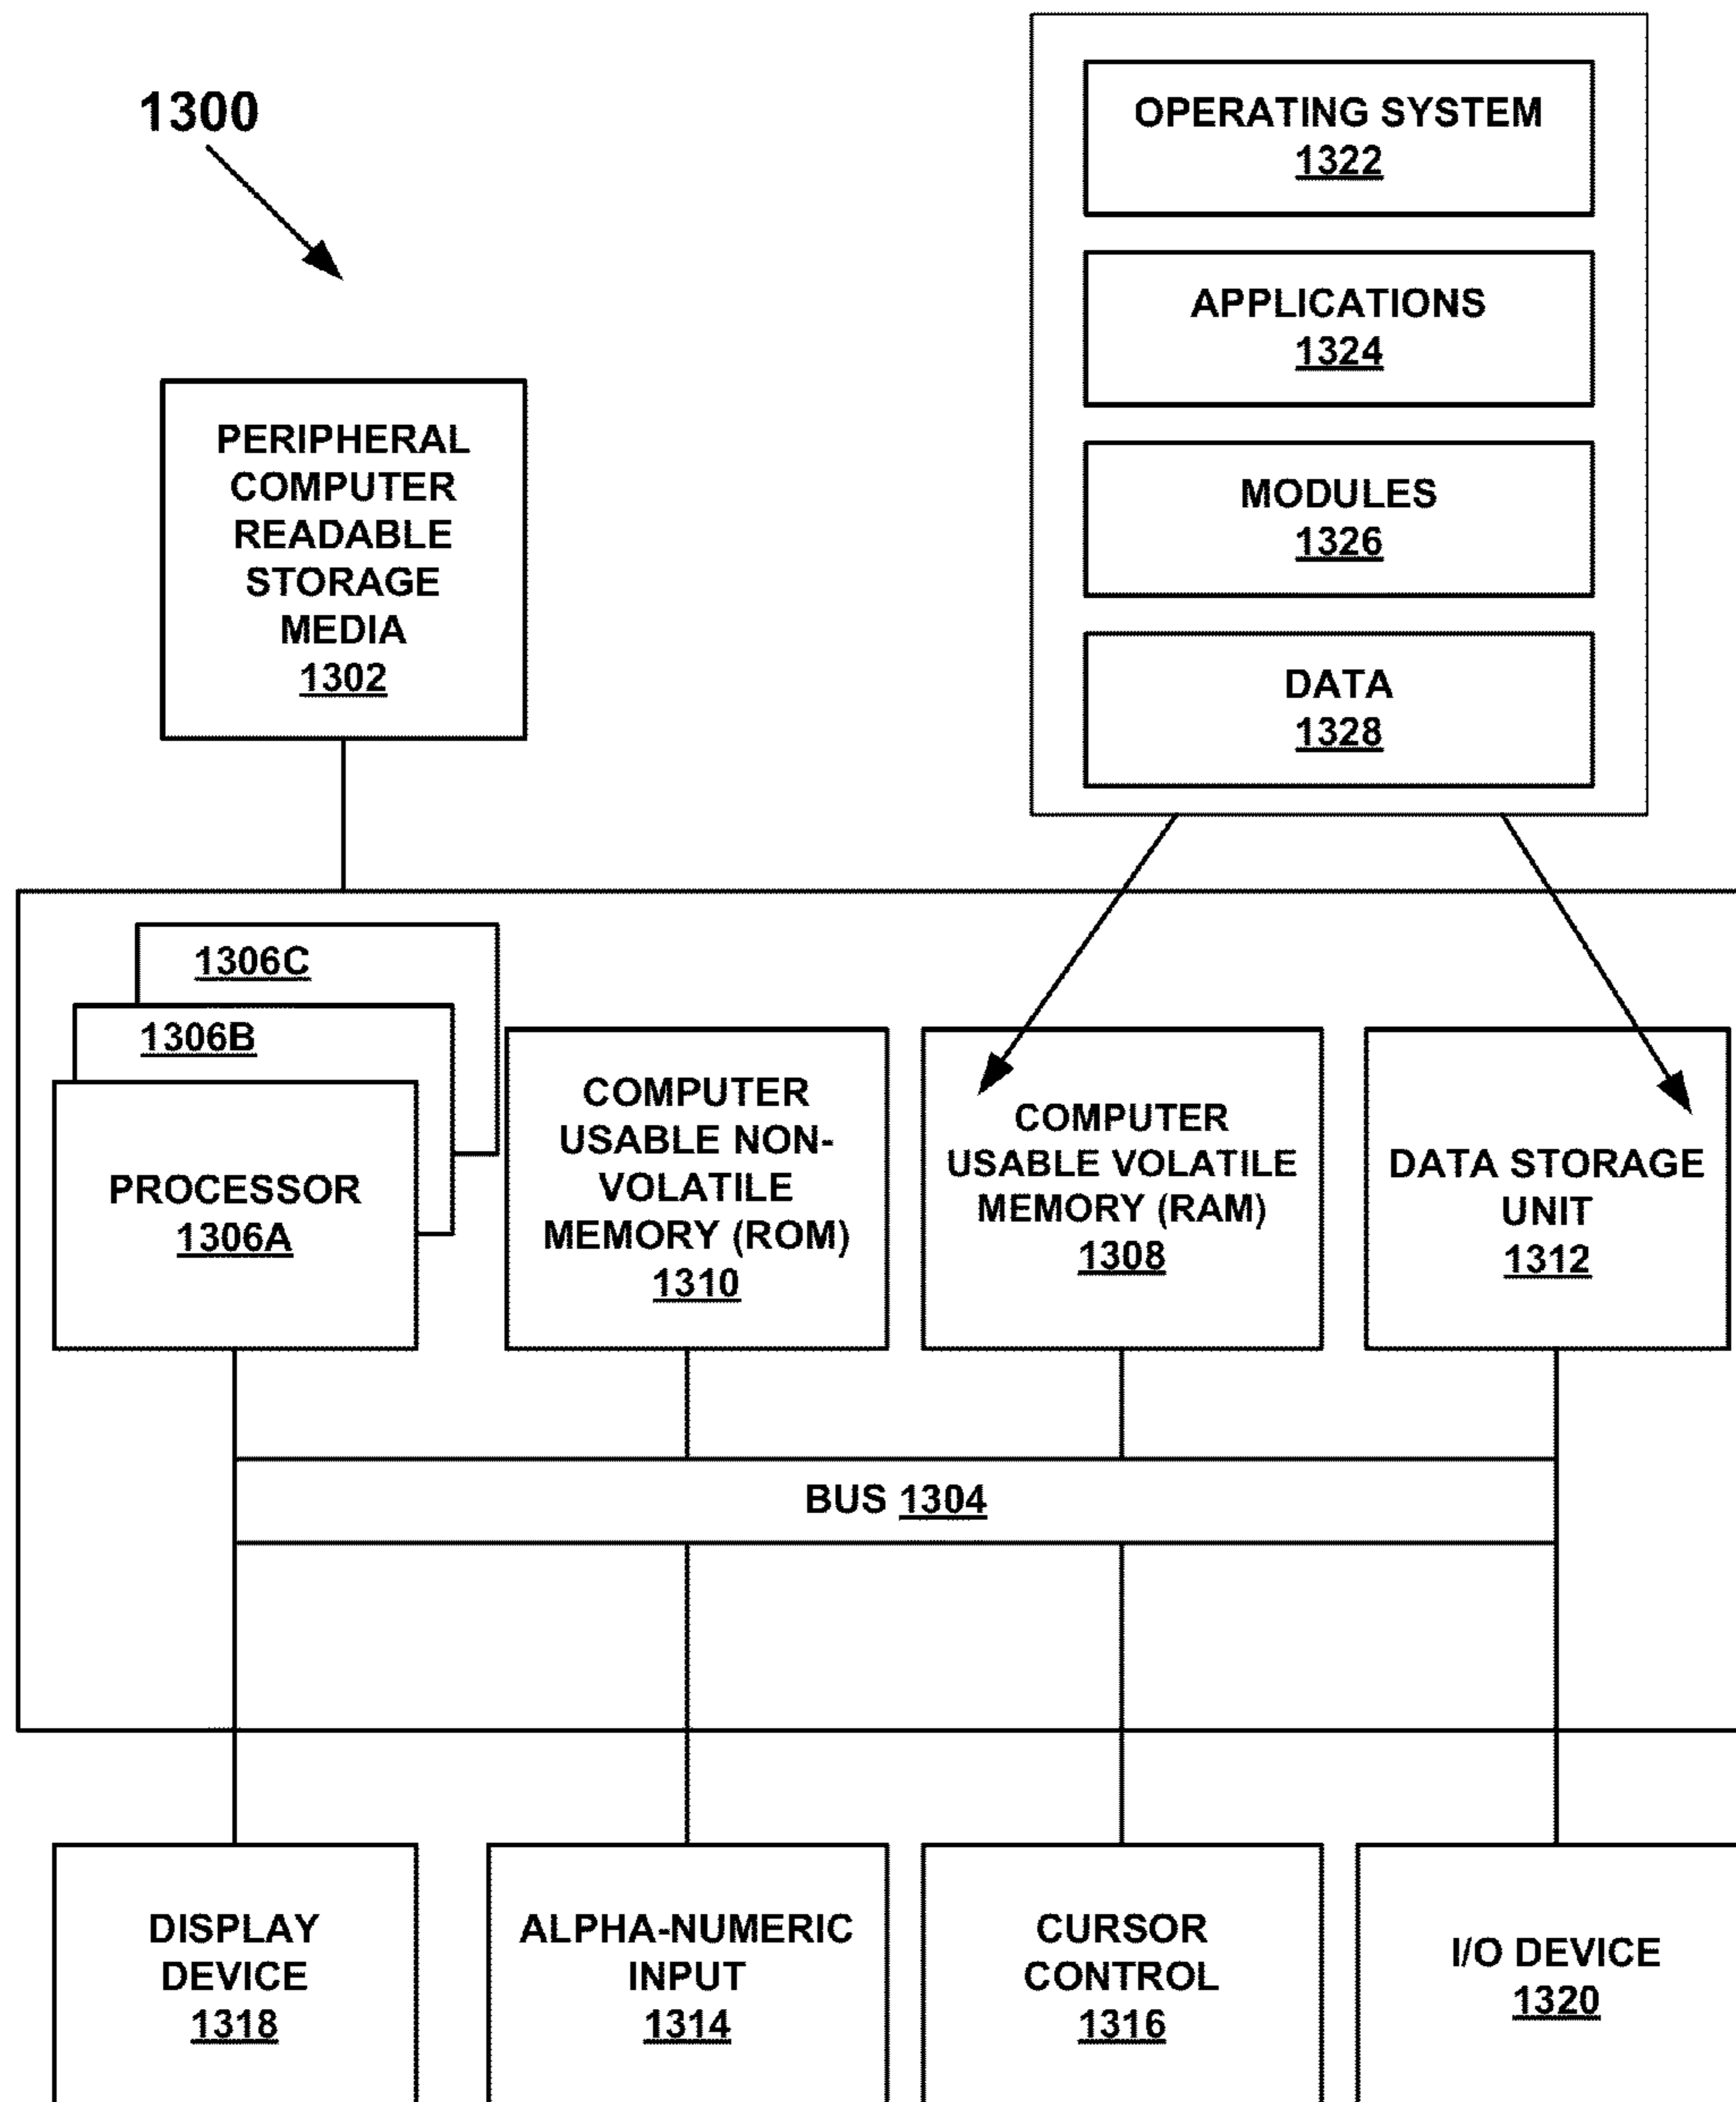 1300
OPERATING SYSTEM
1322
APPLICATIONS
1324
MODULES
1326
DATA
1328
PERIPHERAL
COMPUTER
READABLE
STORAGE
MEDIA
1302
1306C
1306B
PROCESSOR
1306A
COMPUTER
USABLE NON-
VOLATILE
MEMORY (ROM)
1310
COMPUTER
USABLE VOLATILE
MEMORY (RAM)
1308
DATA STORAGE
UNIT
1312
BUS 1304
DISPLAY
DEVICE
1318
ALPHA-NUMERIC
INPUT
1314
CURSOR
CONTROL
1316
I/O DEVICE
1320